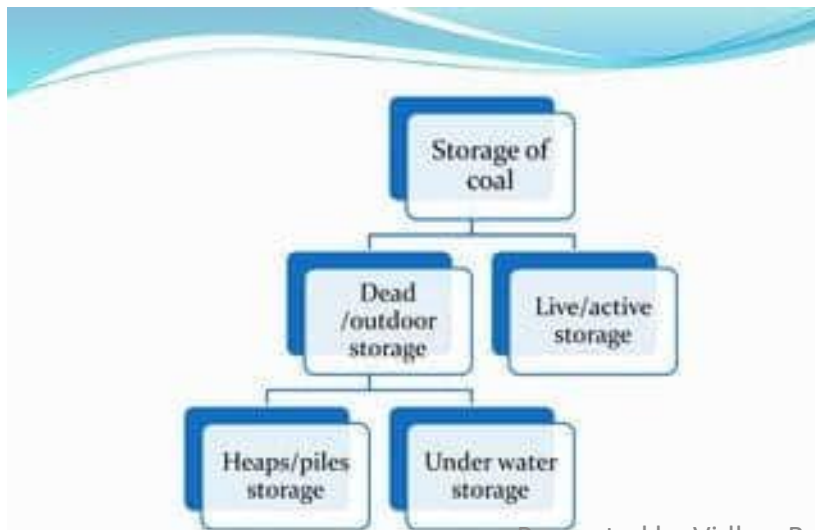 Storage of
coal
Dead
/outdoor
storage
Live/active
storage
Heaps/piles
storage
Under water
storage